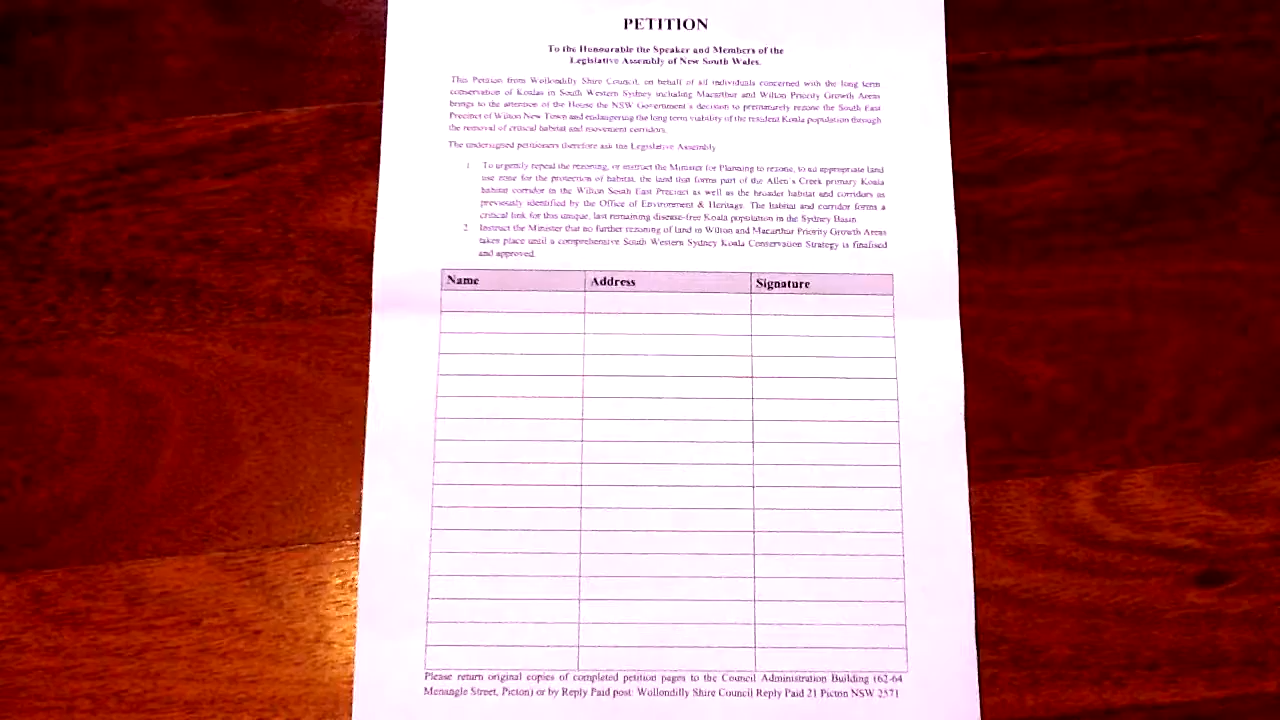 PETITION
To the Honourable the Speaker and Members of the
Legislative Assembly of New South Wales.
This Petition from Wollondilly Shire Council, on behalf of all individuals concerned with the long term
conservation of Koalas in South Western Sydney including Macarthur and Wilton Priority Growth Areas
brings to the attention of the House the NSW Government's decision to prematurely rezone the South East
Precinct of Wilton New Town and endangering the long term viability of the resident Koala population through
the removal of critical habitat and movement corridors.
The undersigned petitioners therefore ask the Legislative Assembly
1 To urgently repeal the rezoning, or instruct the Minister for Planning to rezone, to an appropriate land
use zone for the protection of habitat, the land that forms part of the Allen's Creek primary Koala
habitat corridor in the Wilton South East Precinct as well as the broader habitat and corridors as
previously identified by the Office of Environment & Heritage. The habitat and corridor forms a
critical link for this unique, last remaining disease-free Koala population in the Sydney Basin
2 Instruct the Minister that no further rezoning of land in Wilton and Macarthur Priority Growth Areas
takes place until a comprehensive South Western Sydney Koala Conservation Strategy is finalised
and approved.
Name Address Signature
Please return original copies of completed petition pages to the Council Administration Building (62-64
Menangle Street, Picton) or by Reply Paid post: Wollondilly Shire Council Reply Paid 21 Picton NSW 2571